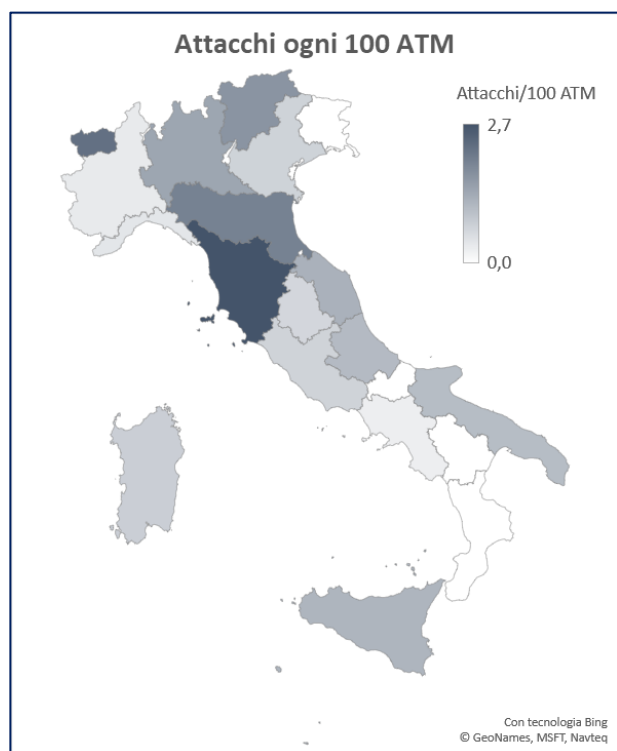 Attacchi ogni 100 ATM
Attacchi/100 ATM
2,7
0,0
Con tecnologia Bing
© GeoNames, MSFT, Navteq